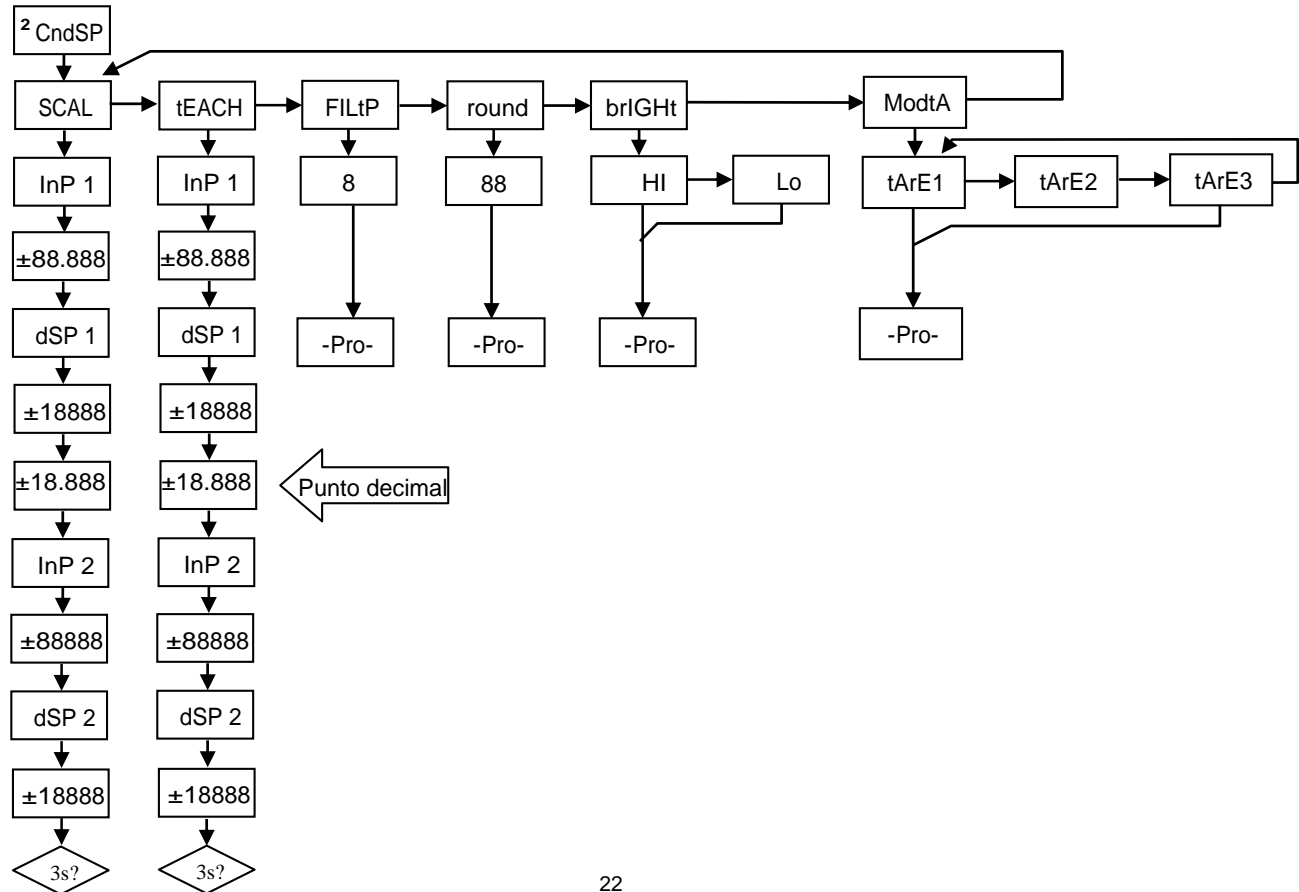 ² CndSP
SCAL tEACH FILtP round brIGHt ModtA
InP 1 InP 1 8 88 HI Lo tArE1 tArE2 tArE3
±88.888 ±88.888
dSP 1 dSP 1 -Pro- -Pro- -Pro- -Pro-
±18888 ±18888
±18.888 ±18.888 Punto decimal
InP 2 InP 2
±88888 ±88888
dSP 2 dSP 2
±18888 ±18888
3s? 3s?
22